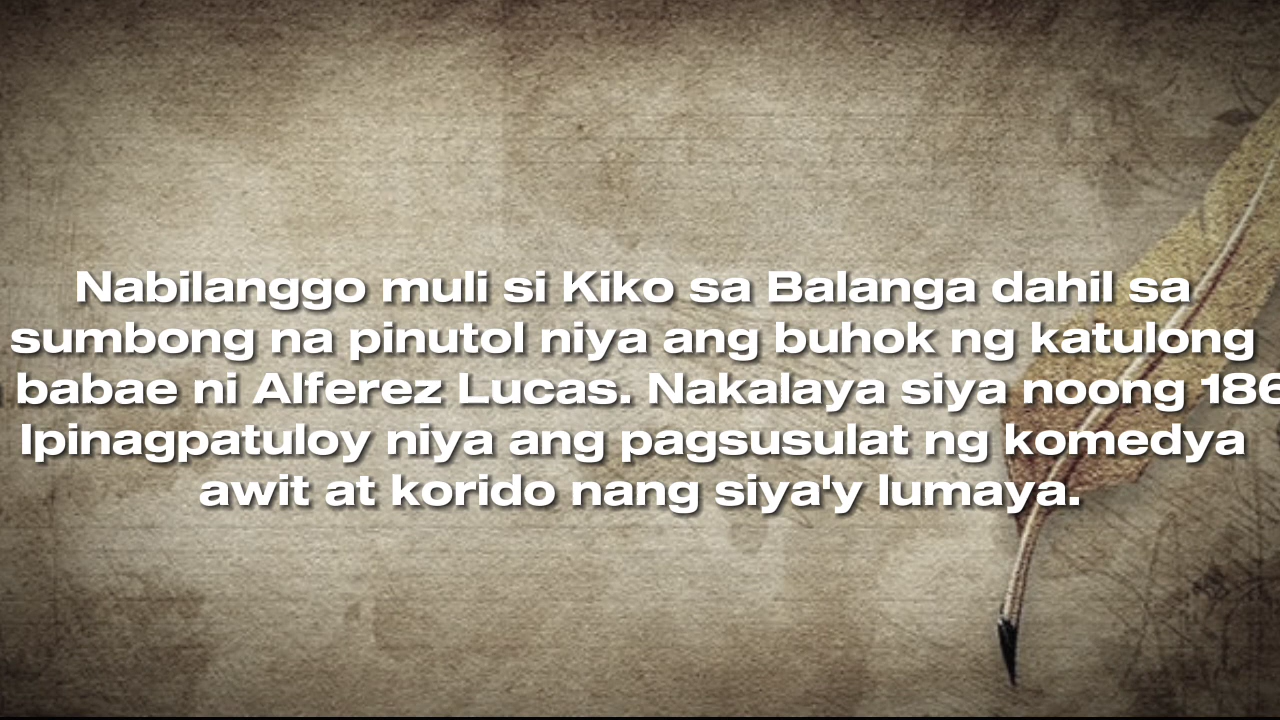 Nabilanggo muli si Kiko sa Balanga dahil sa
sumbong na pinutol niya ang buhok ng katulong
babae ni Alferez Lucas. Nakalaya siya noong
Ipinagpatuloy niya ang pagsusulat ng komedya
awit at korido nang siya'y lumaya.